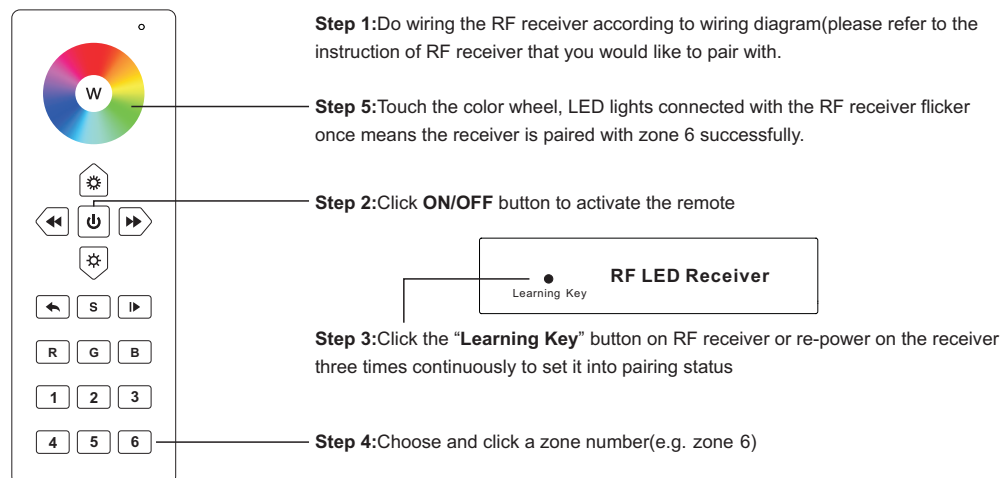 Step 1:Do wiring the RF receiver according to wiring diagram(please refer to the
instruction of RF receiver that you would like to pair with.
W
Step 5:Touch the color wheel, LED lights connected with the RF receiver flicker
once means the receiver is paired with zone 6 successfully.
Step 2:Click ON/OFF button to activate the remote
RF LED Receiver
Learning Key
S
Step 3:Click the “Learning Key” button on RF receiver or re-power on the receiver
three times continuously to set it into pairing status
R G B
1 2 3
4 5 6
Step 4:Choose and click a zone number(e.g. zone 6)